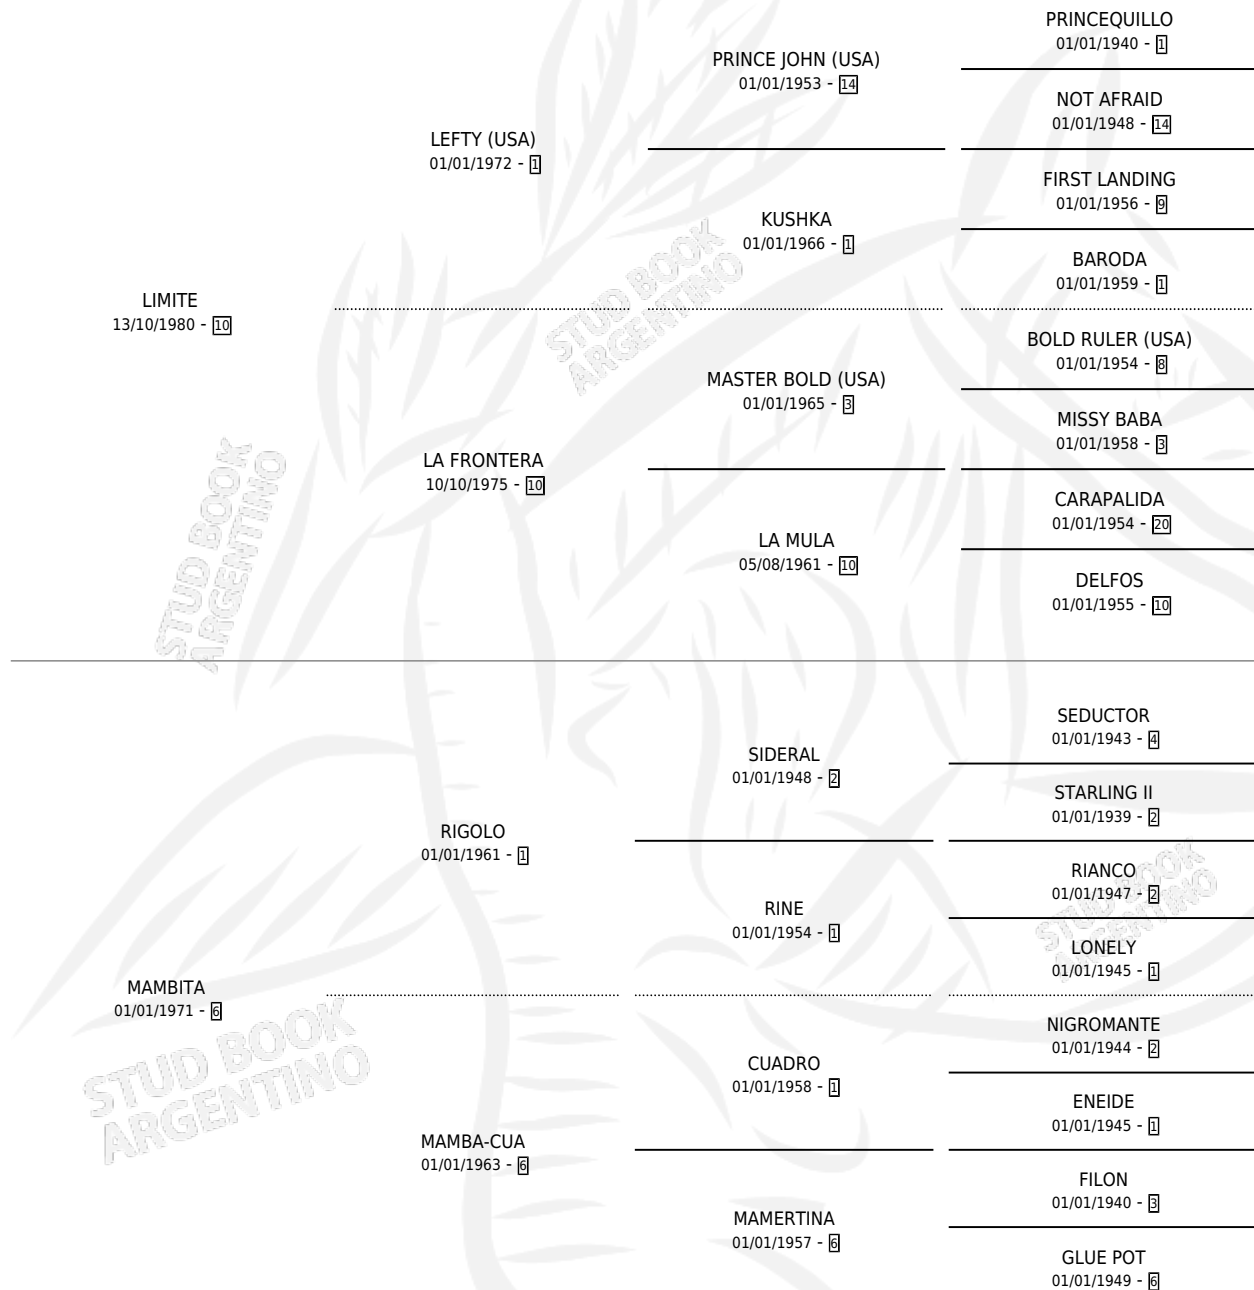 PRINCEQUILLO
01/01/1940 - 1
PRINCE JOHN (USA)
01/01/1953 - 14
NOT AFRAID
01/01/1948 - 14
LEFTY (USA)
01/01/1972 - 1
FIRST LANDING
01/01/1956 - 9
KUSHKA
01/01/1966 - 1
BARODA
01/01/1959 - 1
LIMITE
13/10/1980 - 10
STUD BOOK
ARGENTINO
BOLD RULER (USA)
01/01/1954 - 8
MASTER BOLD (USA)
01/01/1965 - 3
MISSY BABA
01/01/1958 - 3
LA FRONTERA
10/10/1975 - 10
CARAPALIDA
01/01/1954 - 20
LA MULA
05/08/1961 - 10
DELFOS
01/01/1955 - 10
STUD BOOK
ARGENTINO
SEDUCTOR
01/01/1943 - 4
SIDERAL
01/01/1948 - 2
STARLING II
01/01/1939 - 2
RIGOLO
01/01/1961 - 1
RIANCO
01/01/1947 - 2
RINE
01/01/1954 - 1
LONELY
01/01/1945 - 1
STUD BOOK
ARGENTINO
MAMBITA
01/01/1971 - 6
STUD BOOK
ARGENTINO
NIGROMANTE
01/01/1944 - 2
CUADRO
01/01/1958 - 1
ENEIDE
01/01/1945 - 1
MAMBA-CUA
01/01/1963 - 6
FILON
01/01/1940 - 3
MAMERTINA
01/01/1957 - 6
GLUE POT
01/01/1949 - 6